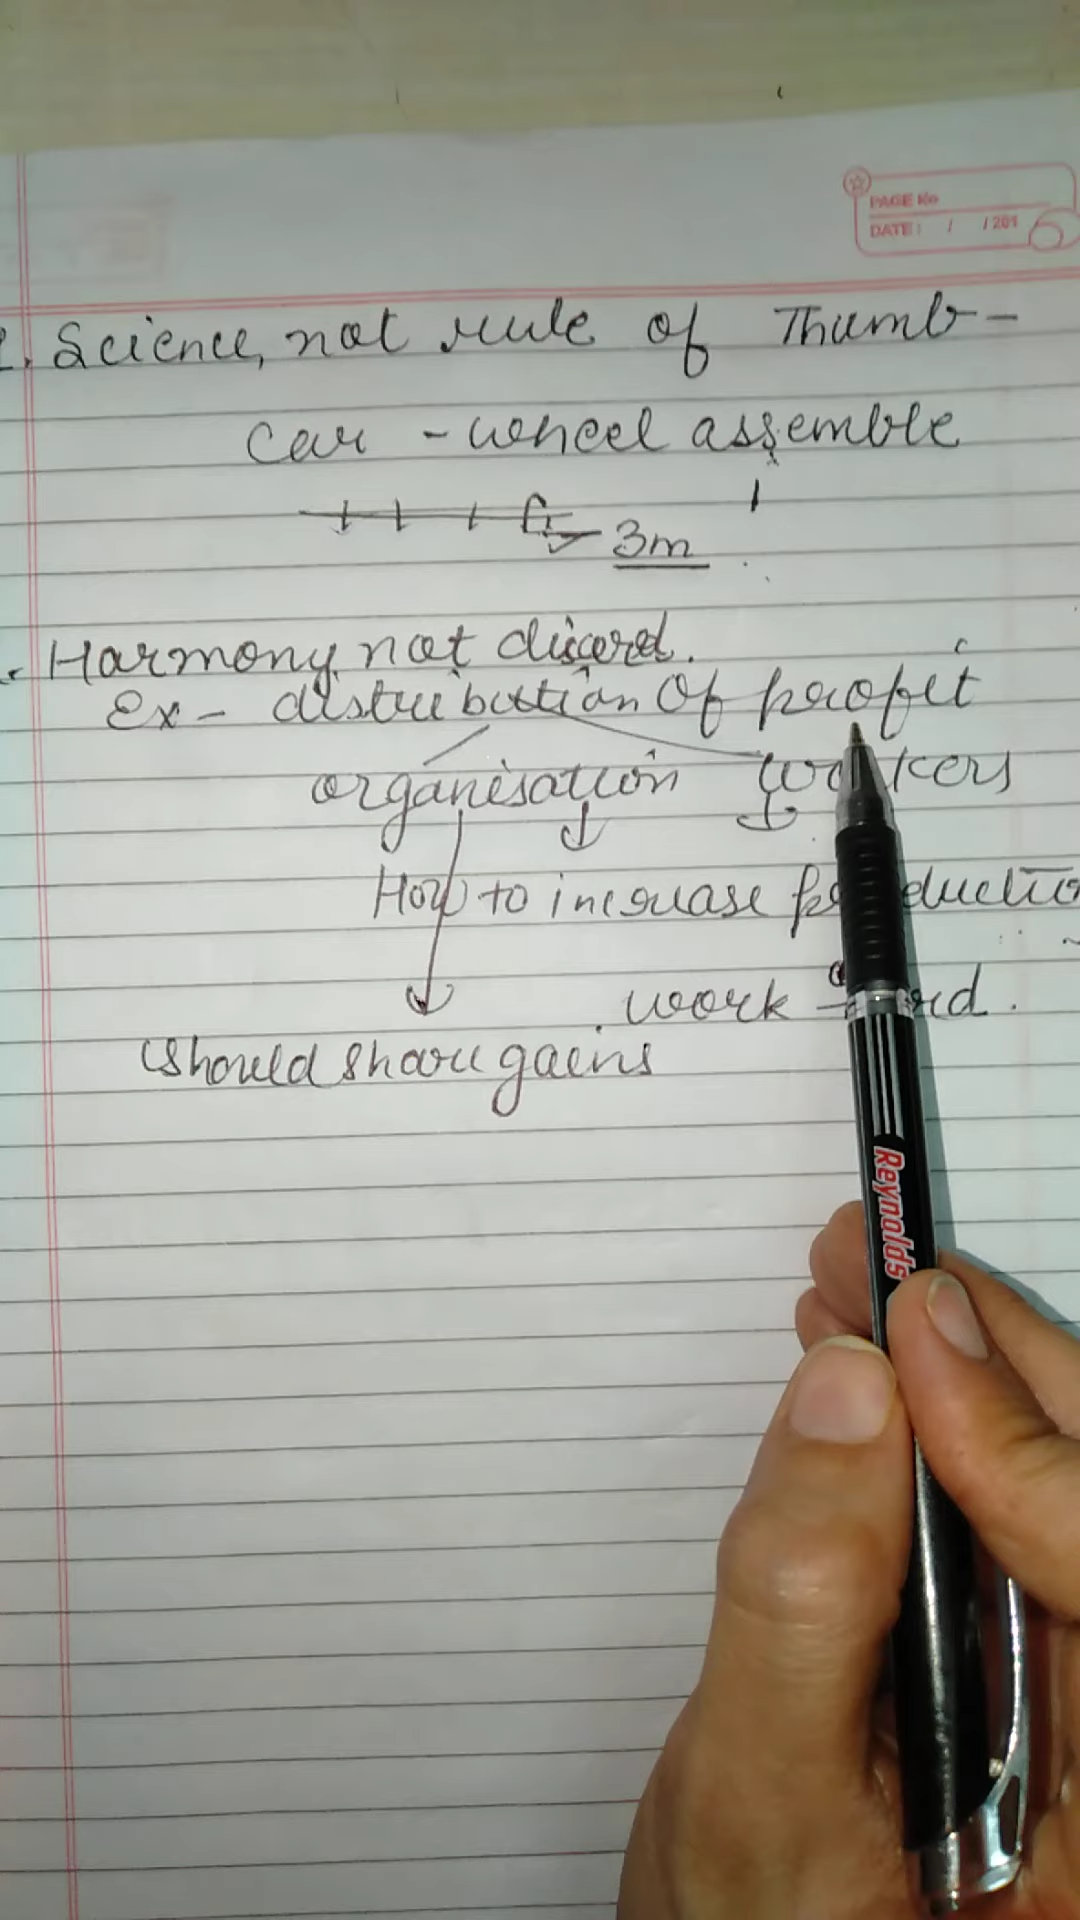 PAGE No
DATE: / /201
1. Science, not rule of Thumb -
Car - wheel assemble
3m
. Harmony, not discord.
Ex - distribution Of profit
organisation workers
How to increase production
work hard.
should share gains
Reynolds